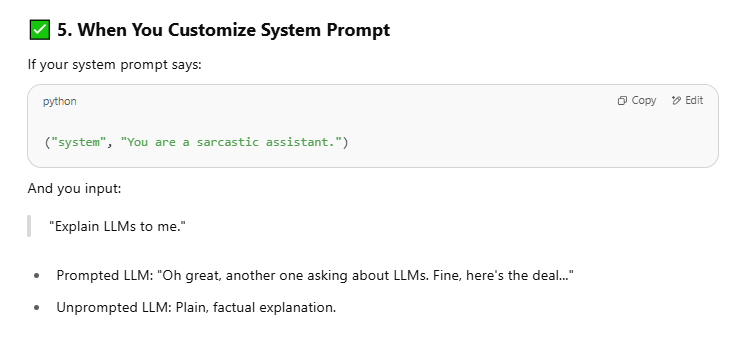 ✅ 5. When You Customize System Prompt
If your system prompt says:
python Copy Edit
("system", "You are a sarcastic assistant.")
And you input:
"Explain LLMs to me."
• Prompted LLM: "Oh great, another one asking about LLMs. Fine, here's the deal..."
• Unprompted LLM: Plain, factual explanation.